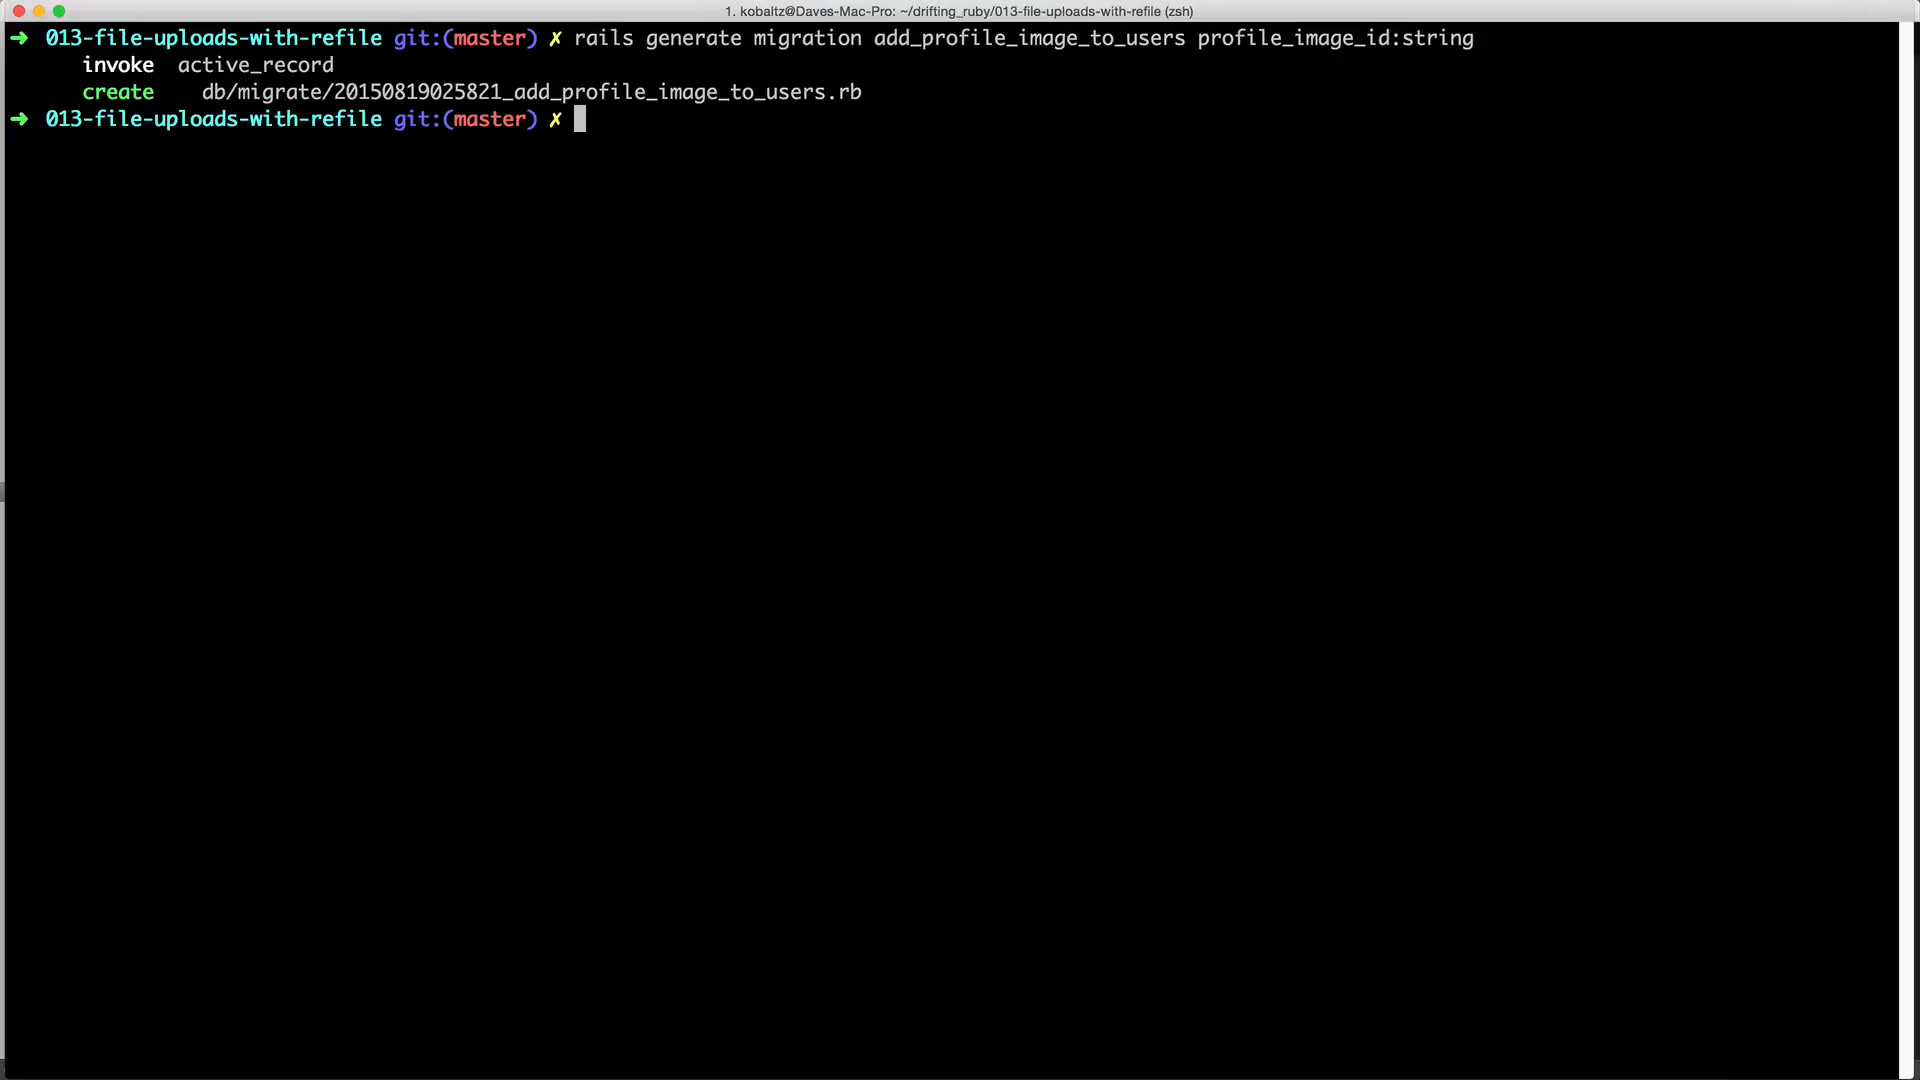 1. kobaltz@Daves-Mac-Pro: ~/drifting_ruby/013-file-uploads-with-refile (zsh)
➜ 013-file-uploads-with-refile git:(master) ✗ rails generate migration add_profile_image_to_users profile_image_id:string
invoke active_record
create db/migrate/20150819025821_add_profile_image_to_users.rb
➜ 013-file-uploads-with-refile git:(master) ✗